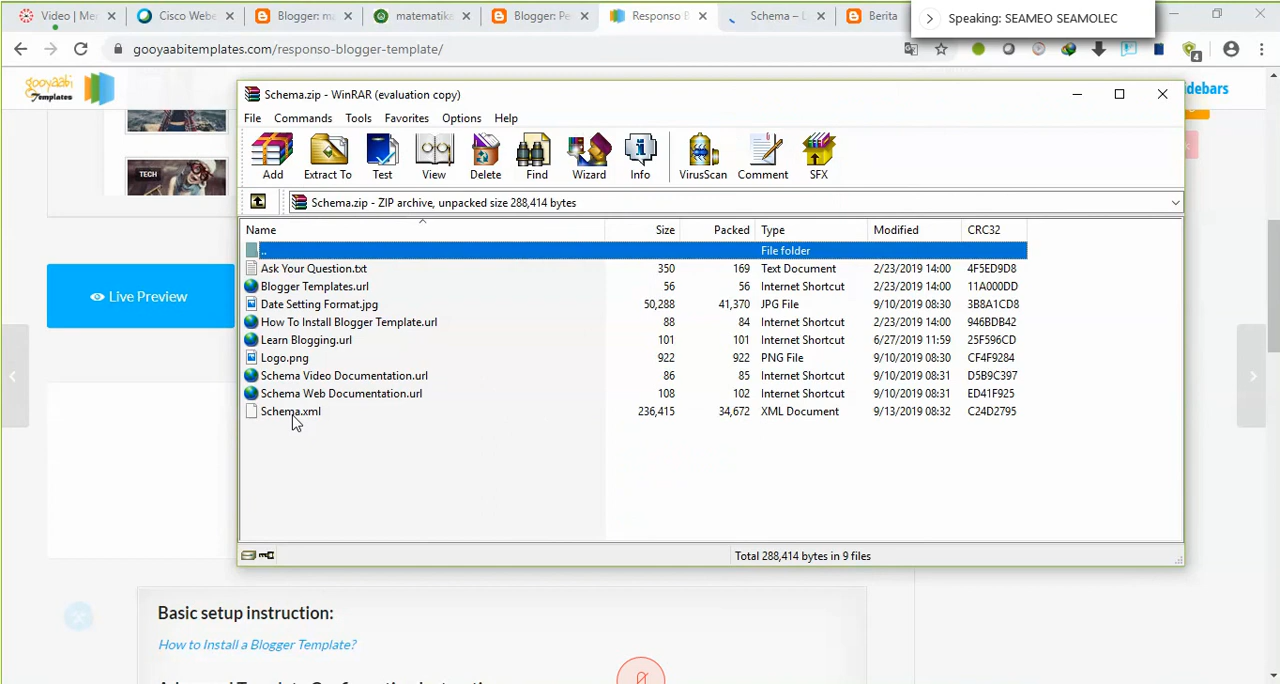 Video | Me
Cisco Webe
Blogger: ma
matematika
Blogger: Pe
Responso B
Schema – L
Berita
Speaking: SEAMEO SEAMOLEC
gooyaabitemplates.com/responso-blogger-template/
4
gooyaabi
Templates
debars
TECH
Live Preview
Schema.zip - WinRAR (evaluation copy)
File Commands Tools Favorites Options Help
Add Extract To Test View Delete Find Wizard Info VirusScan Comment SFX
Schema.zip - ZIP archive, unpacked size 288,414 bytes
Name Size Packed Type Modified CRC32
.. File folder
Ask Your Question.txt 350 169 Text Document 2/23/2019 14:00 4F5ED9D8
Blogger Templates.url 56 56 Internet Shortcut 2/23/2019 14:00 11A000DD
Date Setting Format.jpg 50,288 41,370 JPG File 9/10/2019 08:30 3B8A1CD8
How To Install Blogger Template.url 88 84 Internet Shortcut 2/23/2019 14:00 946BDB42
Learn Blogging.url 101 101 Internet Shortcut 6/27/2019 11:59 25F596CD
Logo.png 922 922 PNG File 9/10/2019 08:30 CF4F9284
Schema Video Documentation.url 86 85 Internet Shortcut 9/10/2019 08:31 D5B9C397
Schema Web Documentation.url 108 102 Internet Shortcut 9/10/2019 08:31 ED41F925
Schema.xml 236,415 34,672 XML Document 9/13/2019 08:32 C24D2795
Total 288,414 bytes in 9 files
Basic setup instruction:
How to Install a Blogger Template?